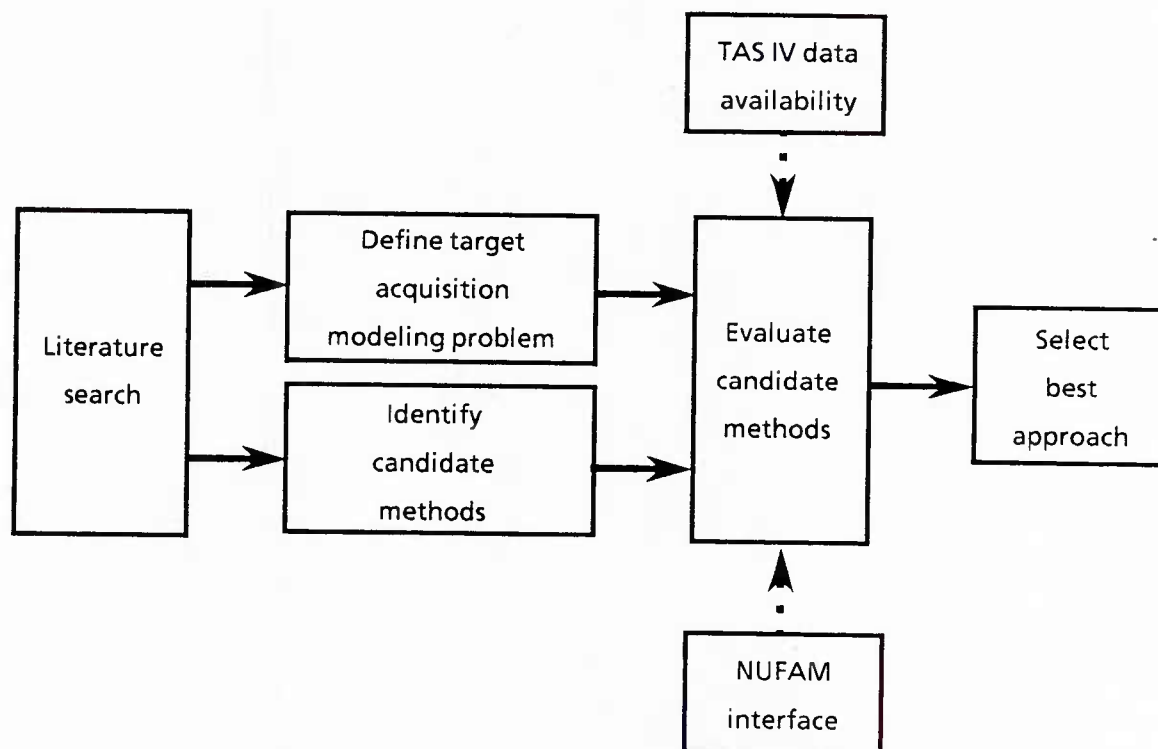 TAS IV data
availability
Literature
search
Define target
acquisition
modeling problem
Identify
candidate
methods
Evaluate
candidate
methods
Select
best
approach
NUFAM
interface